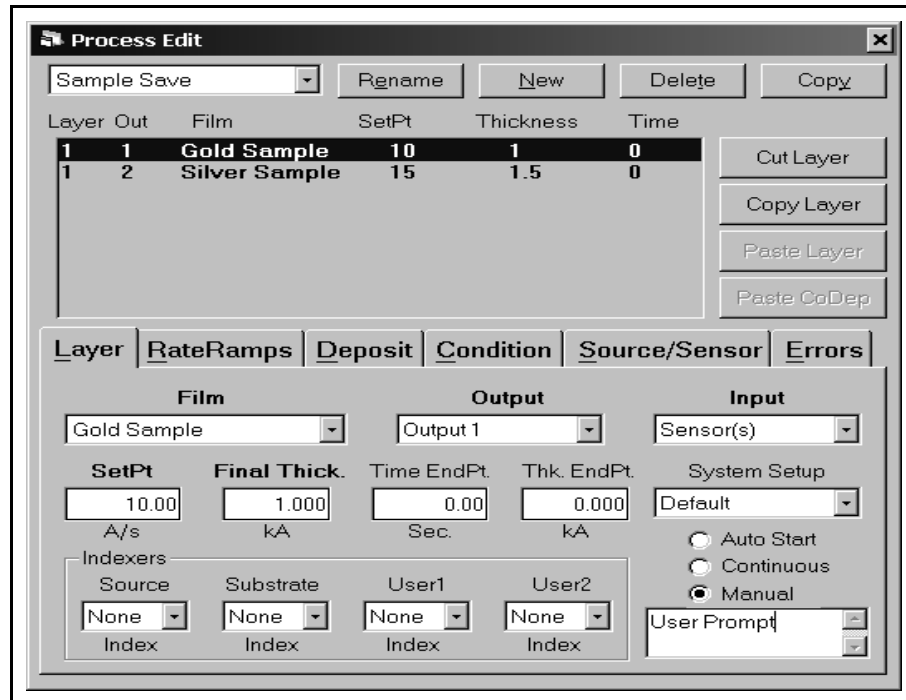 Process Edit
Sample Save Rename New Delete Copy
Layer Out Film SetPt Thickness Time
1 1 Gold Sample 10 1 0
1 2 Silver Sample 15 1.5 0
Cut Layer
Copy Layer
Paste Layer
Paste CoDep
Layer RateRamps Deposit Condition Source/Sensor Errors
Film Output Input
Gold Sample Output 1 Sensor(s)
SetPt Final Thick. Time EndPt. Thk. EndPt. System Setup
10.00 1.000 0.00 0.000 Default
A/s kA Sec. kA
Auto Start
Continuous
Manual
Indexers
Source Substrate User1 User2
None None None None
Index Index Index Index
User Prompt